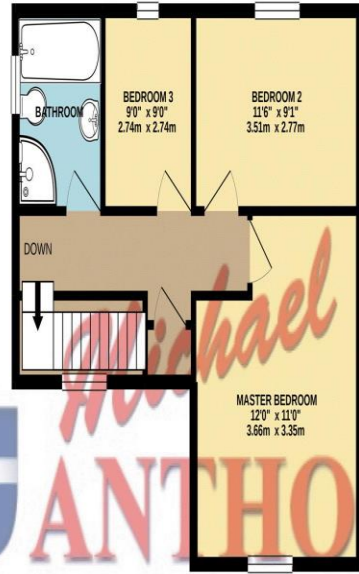 BATHROOM
BEDROOM 3
9'0" x 9'0"
2.74m x 2.74m
BEDROOM 2
11'6" x 9'1"
3.51m x 2.77m
DOWN
Michael
MASTER BEDROOM
12'0" x 11'0"
3.66m x 3.35m
ANTHO